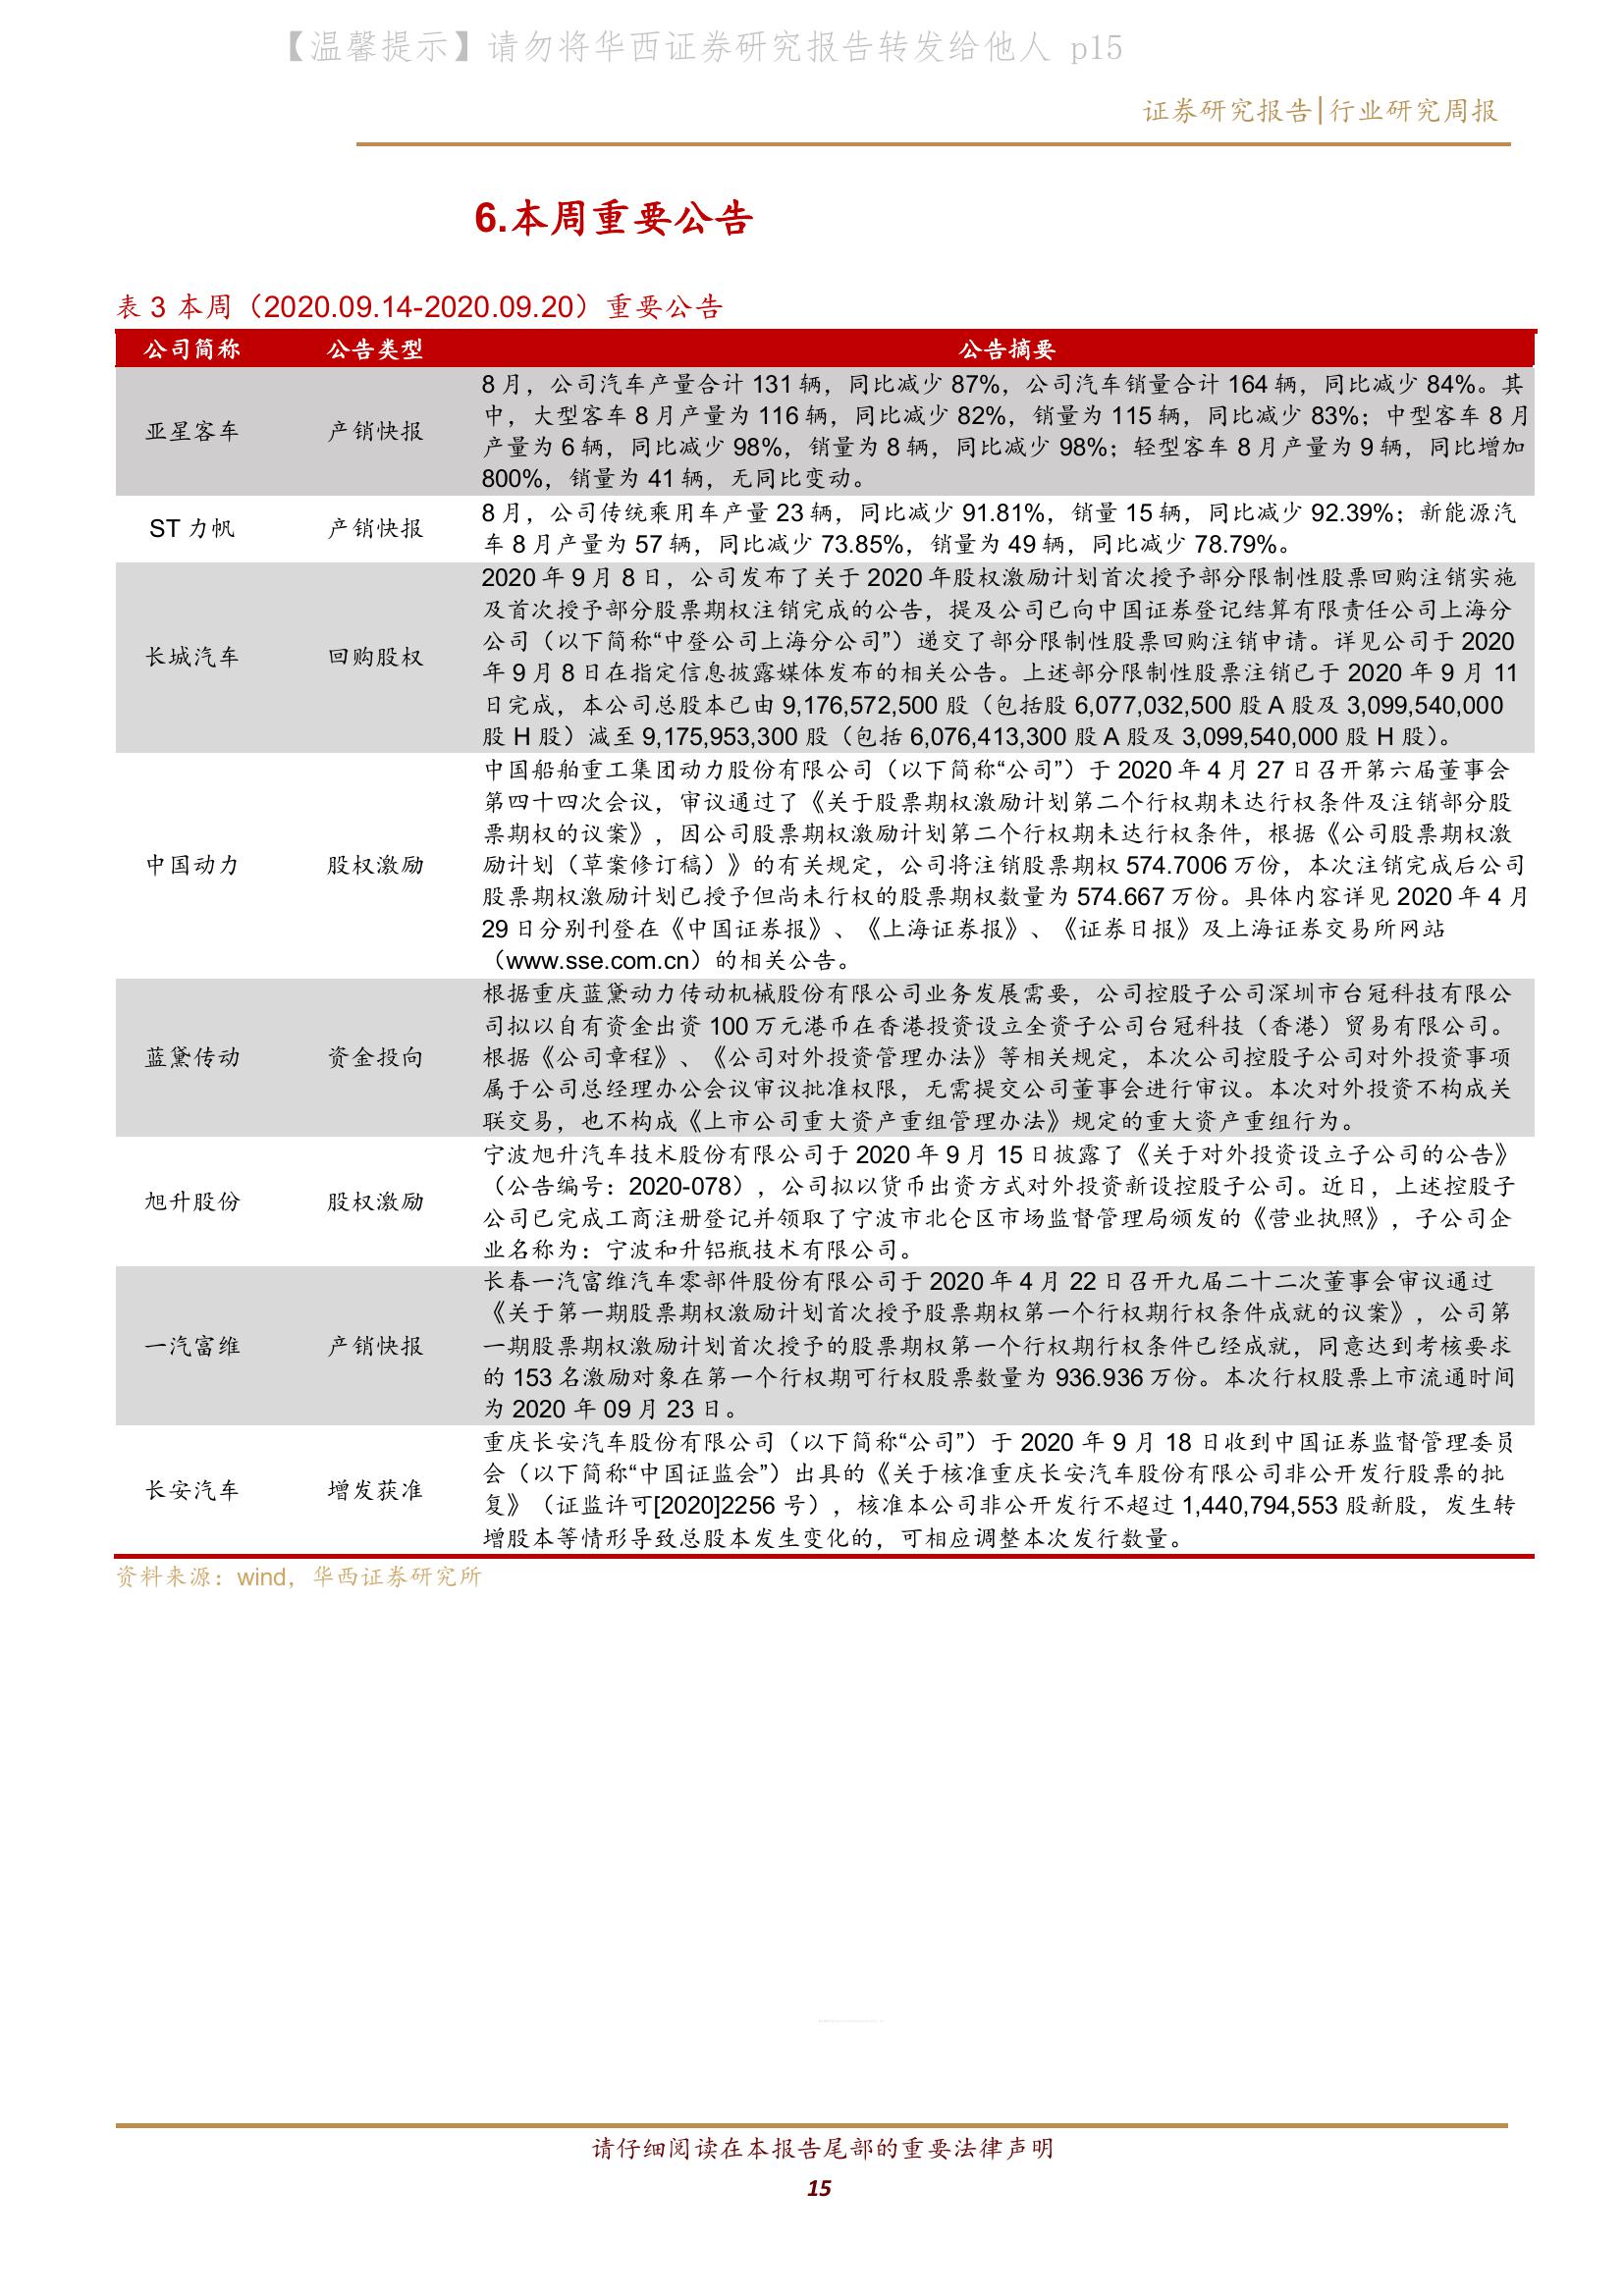 【温馨提示】请勿将华西证券研究报告转发给他人 p15
证券研究报告|行业研究周报
6.本周重要公告
表 3 本周（2020.09.14-2020.09.20）重要公告
公司简称 公告类型 公告摘要
亚星客车 产销快报
8 月，公司汽车产量合计 131 辆，同比减少 87%，公司汽车销量合计 164 辆，同比减少 84%。其
中，大型客车 8 月产量为 116 辆，同比减少 82%，销量为 115 辆，同比减少 83%；中型客车 8 月
产量为 6 辆，同比减少 98%，销量为 8 辆，同比减少 98%；轻型客车 8 月产量为 9 辆，同比增加
800%，销量为 41 辆，无同比变动。
ST 力帆 产销快报
8 月，公司传统乘用车产量 23 辆，同比减少 91.81%，销量 15 辆，同比减少 92.39%；新能源汽
车 8 月产量为 57 辆，同比减少 73.85%，销量为 49 辆，同比减少 78.79%。
长城汽车 回购股权
2020 年 9 月 8 日，公司发布了关于 2020 年股权激励计划首次授予部分限制性股票回购注销实施
及首次授予部分股票期权注销完成的公告，提及公司已向中国证券登记结算有限责任公司上海分
公司（以下简称“中登公司上海分公司”）递交了部分限制性股票回购注销申请。详见公司于 2020
年 9 月 8 日在指定信息披露媒体发布的相关公告。上述部分限制性股票注销已于 2020 年 9 月 11
日完成，本公司总股本已由 9,176,572,500 股（包括股 6,077,032,500 股 A 股及 3,099,540,000
股 H 股）减至 9,175,953,300 股（包括 6,076,413,300 股 A 股及 3,099,540,000 股 H 股）。
中国动力 股权激励
中国船舶重工集团动力股份有限公司（以下简称“公司”）于 2020 年 4 月 27 日召开第六届董事会
第四十四次会议，审议通过了《关于股票期权激励计划第二个行权期未达行权条件及注销部分股
票期权的议案》，因公司股票期权激励计划第二个行权期未达行权条件，根据《公司股票期权激
励计划（草案修订稿）》的有关规定，公司将注销股票期权 574.7006 万份，本次注销完成后公司
股票期权激励计划已授予但尚未行权的股票期权数量为 574.667 万份。具体内容详见 2020 年 4 月
29 日分别刊登在《中国证券报》、《上海证券报》、《证券日报》及上海证券交易所网站
（www.sse.com.cn）的相关公告。
蓝黛传动 资金投向
根据重庆蓝黛动力传动机械股份有限公司业务发展需要，公司控股子公司深圳市台冠科技有限公
司拟以自有资金出资 100 万元港币在香港投资设立全资子公司台冠科技（香港）贸易有限公司。
根据《公司章程》、《公司对外投资管理办法》等相关规定，本次公司控股子公司对外投资事项
属于公司总经理办公会议审议批准权限，无需提交公司董事会进行审议。本次对外投资不构成关
联交易，也不构成《上市公司重大资产重组管理办法》规定的重大资产重组行为。
旭升股份 股权激励
宁波旭升汽车技术股份有限公司于 2020 年 9 月 15 日披露了《关于对外投资设立子公司的公告》
（公告编号：2020-078），公司拟以货币出资方式对外投资新设控股子公司。近日，上述控股子
公司已完成工商注册登记并领取了宁波市北仑区市场监督管理局颁发的《营业执照》，子公司企
业名称为：宁波和升铝瓶技术有限公司。
一汽富维 产销快报
长春一汽富维汽车零部件股份有限公司于 2020 年 4 月 22 日召开九届二十二次董事会审议通过
《关于第一期股票期权激励计划首次授予股票期权第一个行权期行权条件成就的议案》，公司第
一期股票期权激励计划首次授予的股票期权第一个行权期行权条件已经成就，同意达到考核要求
的 153 名激励对象在第一个行权期可行权股票数量为 936.936 万份。本次行权股票上市流通时间
为 2020 年 09 月 23 日。
长安汽车 增发获准
重庆长安汽车股份有限公司（以下简称“公司”）于 2020 年 9 月 18 日收到中国证券监督管理委员
会（以下简称“中国证监会”）出具的《关于核准重庆长安汽车股份有限公司非公开发行股票的批
复》（证监许可[2020]2256 号），核准本公司非公开发行不超过 1,440,794,553 股新股，发生转
增股本等情形导致总股本发生变化的，可相应调整本次发行数量。
资料来源：wind，华西证券研究所
请仔细阅读在本报告尾部的重要法律声明
15